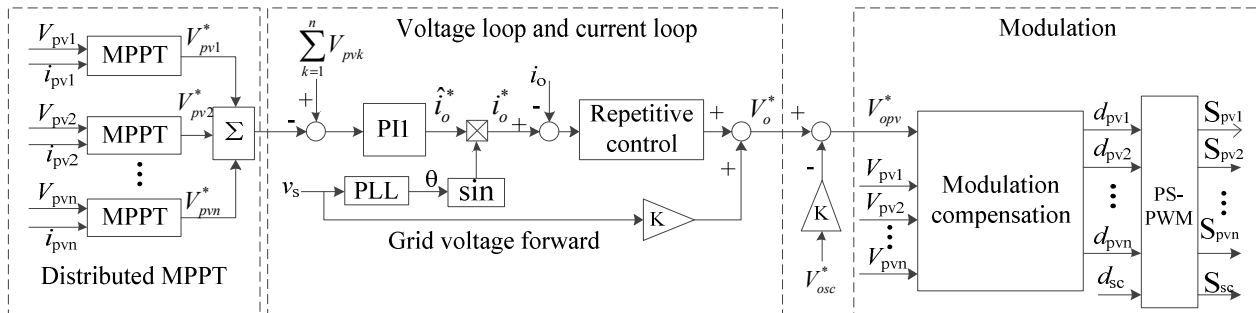 V_pv1
i_pv1
MPPT
V*_pv1
V_pv2
i_pv2
MPPT
V*_pv2
V_pvn
i_pvn
MPPT
V*_pvn
Σ
Distributed MPPT
Voltage loop and current loop
∑_{k=1}^{n} V_pvk
+
-
PI1
î*_o
i*_o
i_o
-
+
Repetitive
control
+
+
V*_o
v_s
PLL
θ
sin
K
Grid voltage forward
+
-
K
V*_osc
Modulation
V*_opv
V_pv1
V_pv2
V_pvn
Modulation
compensation
d_pv1
d_pv2
d_pvn
d_sc
PS-
PWM
S_pv1
S_pv2
S_pvn
S_sc